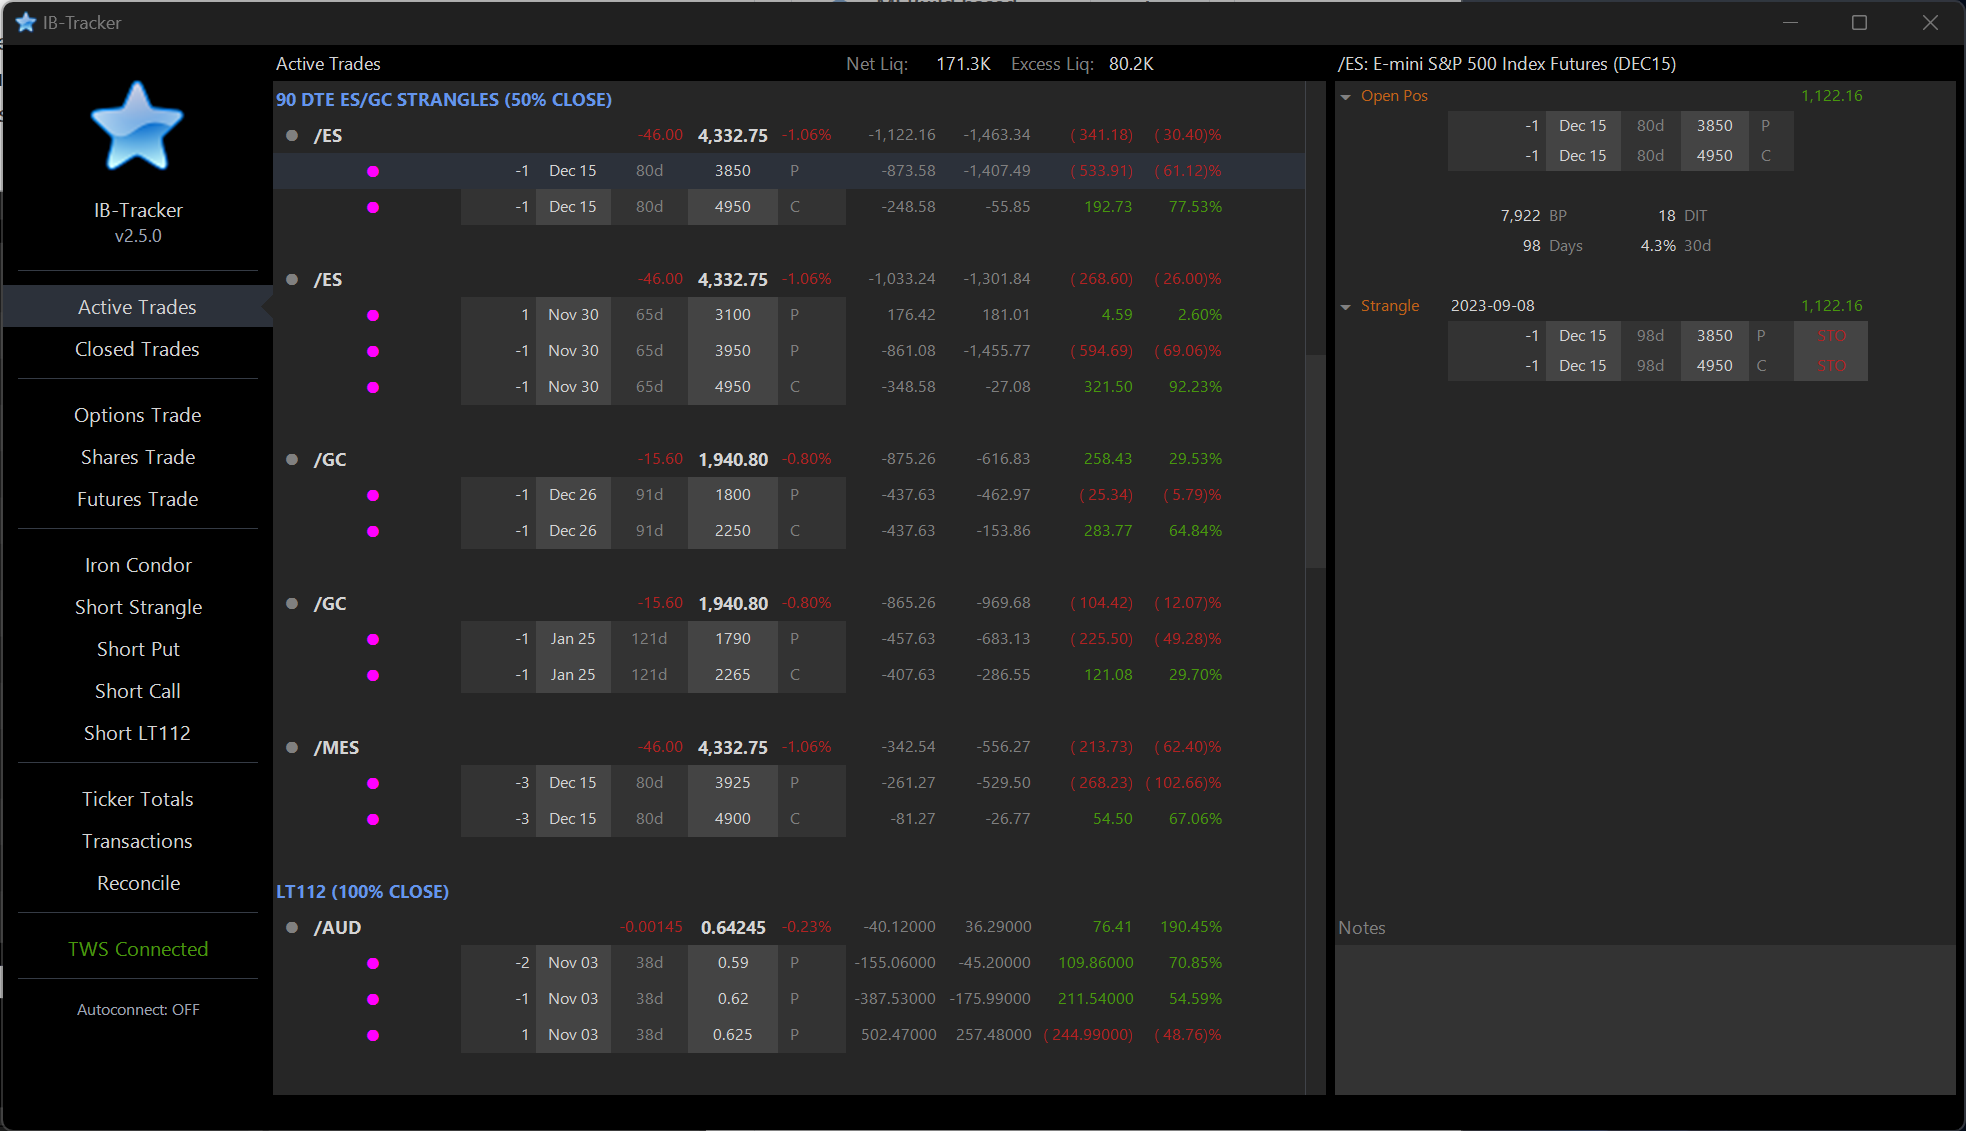 IB-Tracker
IB-Tracker
v2.5.0
Active Trades
Closed Trades
Options Trade
Shares Trade
Futures Trade
Iron Condor
Short Strangle
Short Put
Short Call
Short LT112
Ticker Totals
Transactions
Reconcile
TWS Connected
Autoconnect: OFF
Active Trades Net Liq: 171.3K Excess Liq: 80.2K
90 DTE ES/GC STRANGLES (50% CLOSE)
/ES -46.00 4,332.75 -1.06% -1,122.16 -1,463.34 ( 341.18) ( 30.40)%
-1 Dec 15 80d 3850 P -873.58 -1,407.49 ( 533.91) ( 61.12)%
-1 Dec 15 80d 4950 C -248.58 -55.85 192.73 77.53%
/ES -46.00 4,332.75 -1.06% -1,033.24 -1,301.84 ( 268.60) ( 26.00)%
1 Nov 30 65d 3100 P 176.42 181.01 4.59 2.60%
-1 Nov 30 65d 3950 P -861.08 -1,455.77 ( 594.69) ( 69.06)%
-1 Nov 30 65d 4950 C -348.58 -27.08 321.50 92.23%
/GC -15.60 1,940.80 -0.80% -875.26 -616.83 258.43 29.53%
-1 Dec 26 91d 1800 P -437.63 -462.97 ( 25.34) ( 5.79)%
-1 Dec 26 91d 2250 C -437.63 -153.86 283.77 64.84%
/GC -15.60 1,940.80 -0.80% -865.26 -969.68 ( 104.42) ( 12.07)%
-1 Jan 25 121d 1790 P -457.63 -683.13 ( 225.50) ( 49.28)%
-1 Jan 25 121d 2265 C -407.63 -286.55 121.08 29.70%
/MES -46.00 4,332.75 -1.06% -342.54 -556.27 ( 213.73) ( 62.40)%
-3 Dec 15 80d 3925 P -261.27 -529.50 ( 268.23) ( 102.66)%
-3 Dec 15 80d 4900 C -81.27 -26.77 54.50 67.06%
LT112 (100% CLOSE)
/AUD -0.00145 0.64245 -0.23% -40.12000 36.29000 76.41 190.45%
-2 Nov 03 38d 0.59 P -155.06000 -45.20000 109.86000 70.85%
-1 Nov 03 38d 0.62 P -387.53000 -175.99000 211.54000 54.59%
1 Nov 03 38d 0.625 P 502.47000 257.48000 ( 244.99000) ( 48.76)%
/ES: E-mini S&P 500 Index Futures (DEC15)
Open Pos 1,122.16
-1 Dec 15 80d 3850 P
-1 Dec 15 80d 4950 C
7,922 BP 18 DIT
98 Days 4.3% 30d
Strangle 2023-09-08 1,122.16
-1 Dec 15 98d 3850 P STO
-1 Dec 15 98d 4950 C STO
Notes